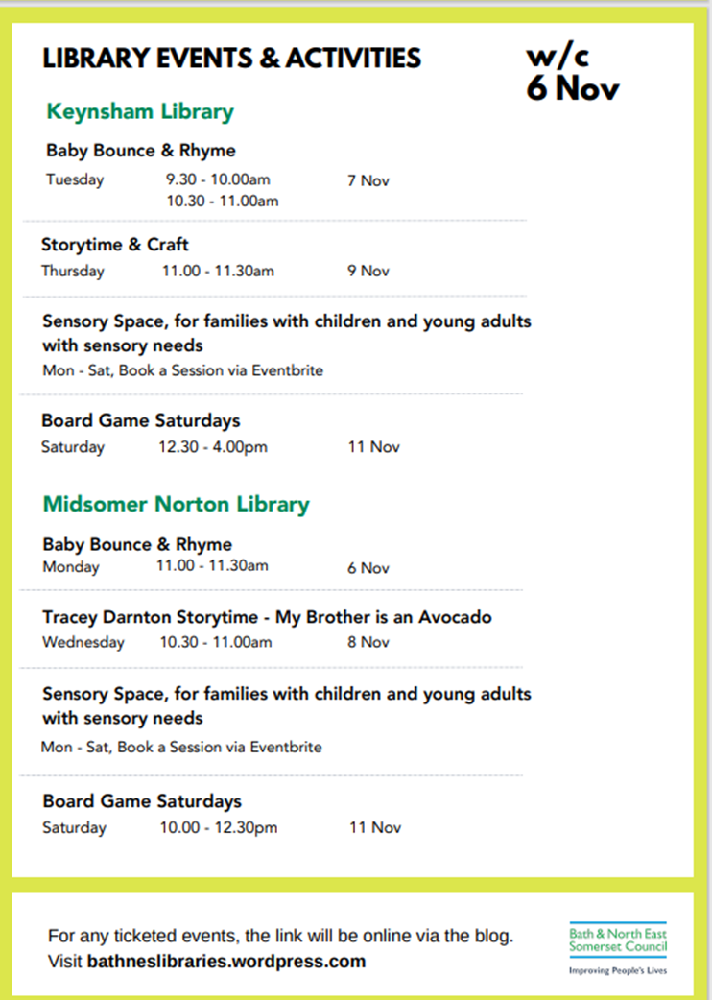 LIBRARY EVENTS & ACTIVITIES
w/c
6 Nov
Keynsham Library
Baby Bounce & Rhyme
Tuesday 9.30 - 10.00am 7 Nov
10.30 - 11.00am
Storytime & Craft
Thursday 11.00 - 11.30am 9 Nov
Sensory Space, for families with children and young adults
with sensory needs
Mon - Sat, Book a Session via Eventbrite
Board Game Saturdays
Saturday 12.30 - 4.00pm 11 Nov
Midsomer Norton Library
Baby Bounce & Rhyme
Monday 11.00 - 11.30am 6 Nov
Tracey Darnton Storytime - My Brother is an Avocado
Wednesday 10.30 - 11.00am 8 Nov
Sensory Space, for families with children and young adults
with sensory needs
Mon - Sat, Book a Session via Eventbrite
Board Game Saturdays
Saturday 10.00 - 12.30pm 11 Nov
For any ticketed events, the link will be online via the blog.
Visit bathneslibraries.wordpress.com
Bath & North East
Somerset Council
Improving People's Lives